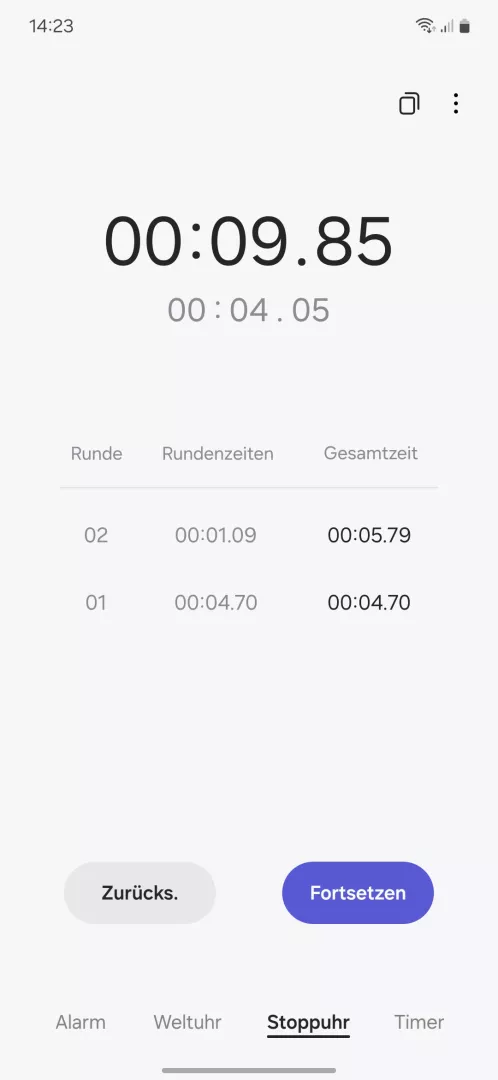 14:23
00:09.85
00:04.05
Runde Rundenzeiten Gesamtzeit
02 00:01.09 00:05.79
01 00:04.70 00:04.70
Zurücks. Fortsetzen
Alarm Weltuhr Stoppuhr Timer